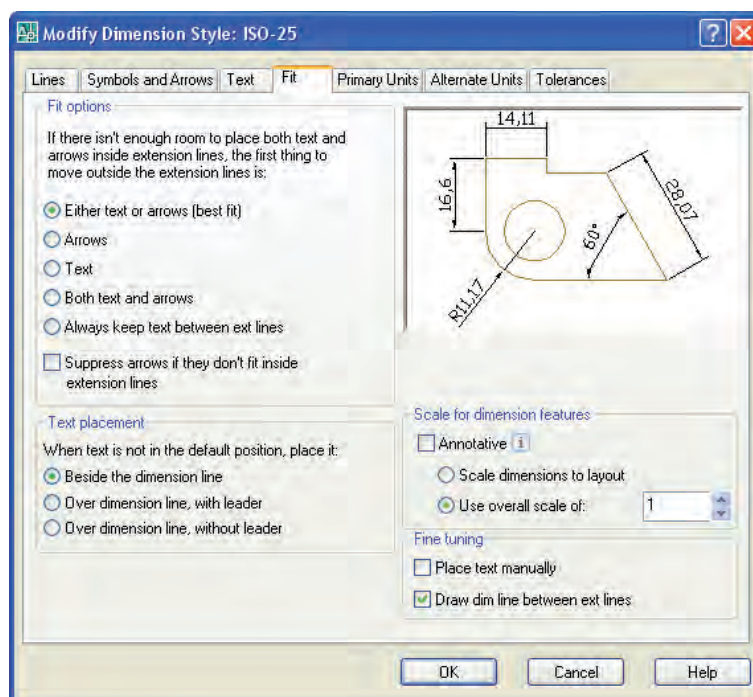 Modify Dimension Style: ISO-25
Lines
Symbols and Arrows
Text
Fit
Primary Units
Alternate Units
Tolerances
Fit options
If there isn't enough room to place both text and
arrows inside extension lines, the first thing to
move outside the extension lines is:
Either text or arrows (best fit)
Arrows
Text
Both text and arrows
Always keep text between ext lines
Suppress arrows if they don't fit inside
extension lines
Text placement
When text is not in the default position, place it:
Beside the dimension line
Over dimension line, with leader
Over dimension line, without leader
14,11
16,6
28,07
60°
R11,17
Scale for dimension features
Annotative
Scale dimensions to layout
Use overall scale of:
1
Fine tuning
Place text manually
Draw dim line between ext lines
OK
Cancel
Help